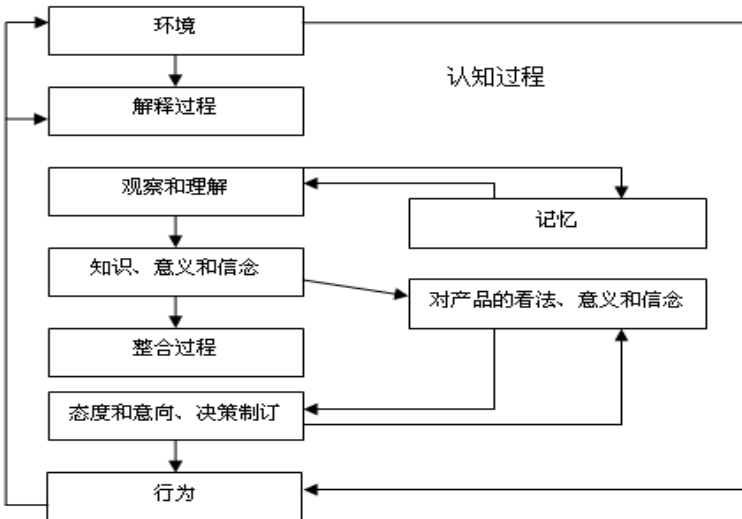 环境
认知过程
解释过程
观察和理解
记忆
知识、意义和信念
对产品的看法、意义和信念
整合过程
态度和意向、决策制订
行为